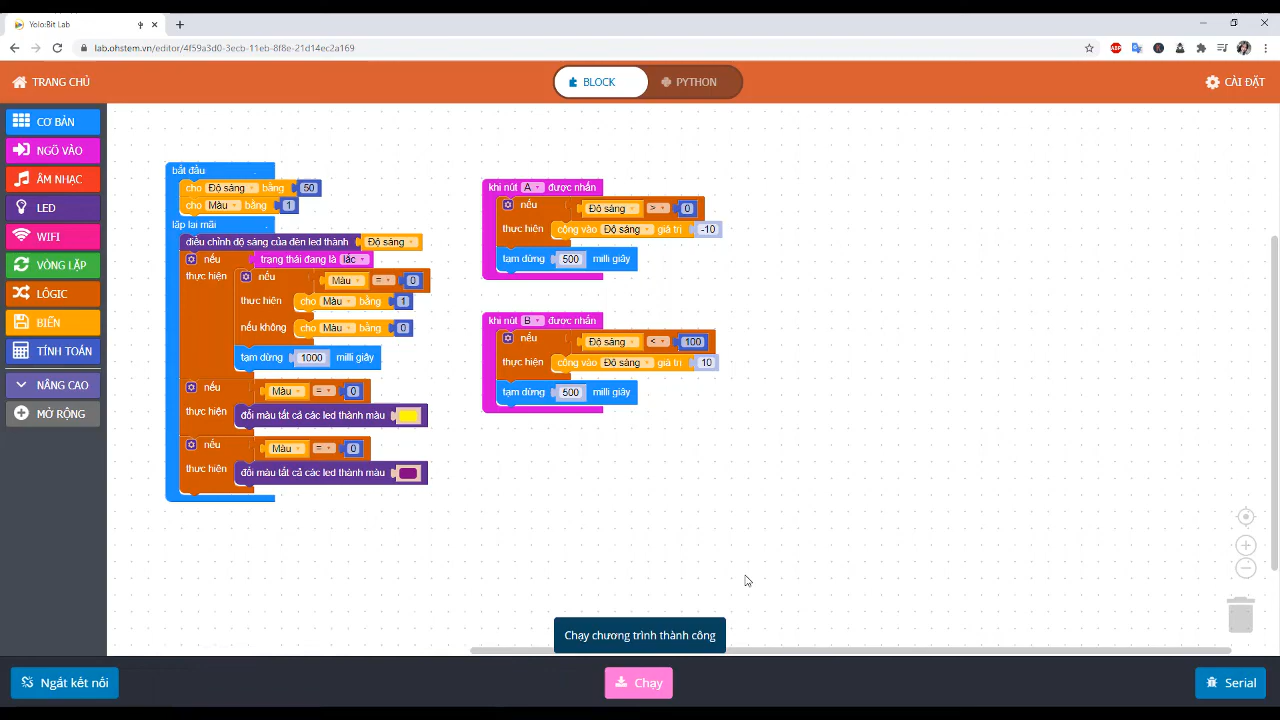 Yolo:Bit Lab
lab.ohstem.vn/editor/4f59a3d0-3ecb-11eb-8f8e-21d14ec2a169
ABP
TRANG CHỦ
BLOCK
PYTHON
CÀI ĐẶT
CƠ BẢN
NGÕ VÀO
ÂM NHẠC
LED
WIFI
VÒNG LẶP
LÔGIC
BIẾN
TÍNH TOÁN
NÂNG CAO
MỞ RỘNG
bắt đầu
cho Độ sáng bằng 50
cho Màu bằng 1
lặp lại mãi
điều chỉnh độ sáng của đèn led thành Độ sáng
nếu trạng thái đang là lắc
thực hiện nếu Màu = 0
thực hiện cho Màu bằng 1
nếu không cho Màu bằng 0
tạm dừng 1000 milli giây
nếu Màu = 0
thực hiện đổi màu tất cả các led thành màu
nếu Màu = 0
thực hiện đổi màu tất cả các led thành màu
khi nút A được nhấn
nếu Độ sáng > 0
thực hiện cộng vào Độ sáng giá trị -10
tạm dừng 500 milli giây
khi nút B được nhấn
nếu Độ sáng < 100
thực hiện cộng vào Độ sáng giá trị 10
tạm dừng 500 milli giây
Chạy chương trình thành công
Ngắt kết nối
Chạy
Serial